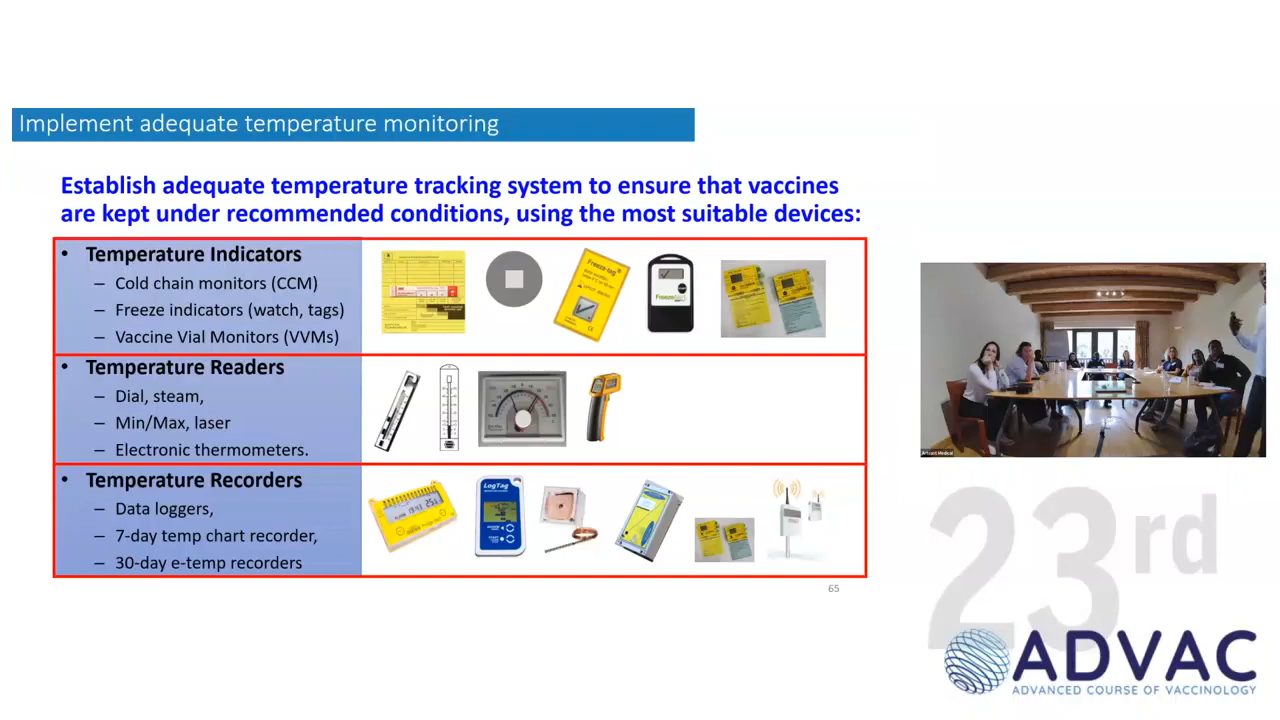 Implement adequate temperature monitoring
Establish adequate temperature tracking system to ensure that vaccines
are kept under recommended conditions, using the most suitable devices:
• Temperature Indicators
– Cold chain monitors (CCM)
– Freeze indicators (watch, tags)
– Vaccine Vial Monitors (VVMs)
Freeze-tag®
• Temperature Readers
– Dial, steam,
– Min/Max, laser
– Electronic thermometers.
• Temperature Recorders
– Data loggers,
– 7-day temp chart recorder,
– 30-day e-temp recorders
LogTag
65
23rd
ADVAC
ADVANCED COURSE OF VACCINOLOGY